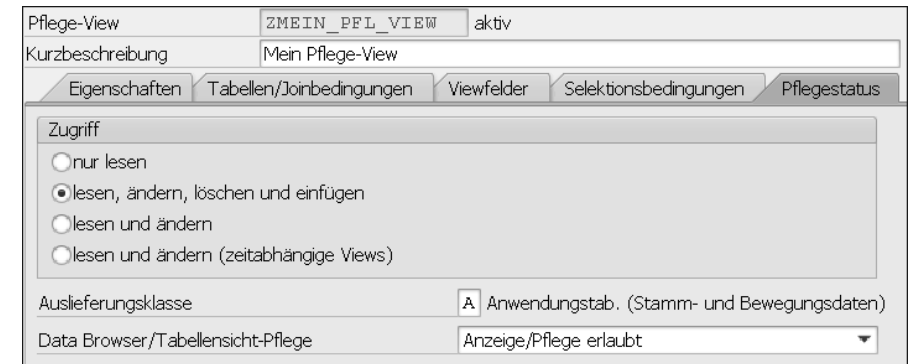 Pflege-View ZMEIN_PFL_VIEW aktiv
Kurzbeschreibung Mein Pflege-View
Eigenschaften Tabellen/Joinbedingungen Viewfelder Selektionsbedingungen Pflegestatus
Zugriff
nur lesen
lesen, ändern, löschen und einfügen
lesen und ändern
lesen und ändern (zeitabhängige Views)
Auslieferungsklasse A Anwendungstab. (Stamm- und Bewegungsdaten)
Data Browser/Tabellensicht-Pflege Anzeige/Pflege erlaubt